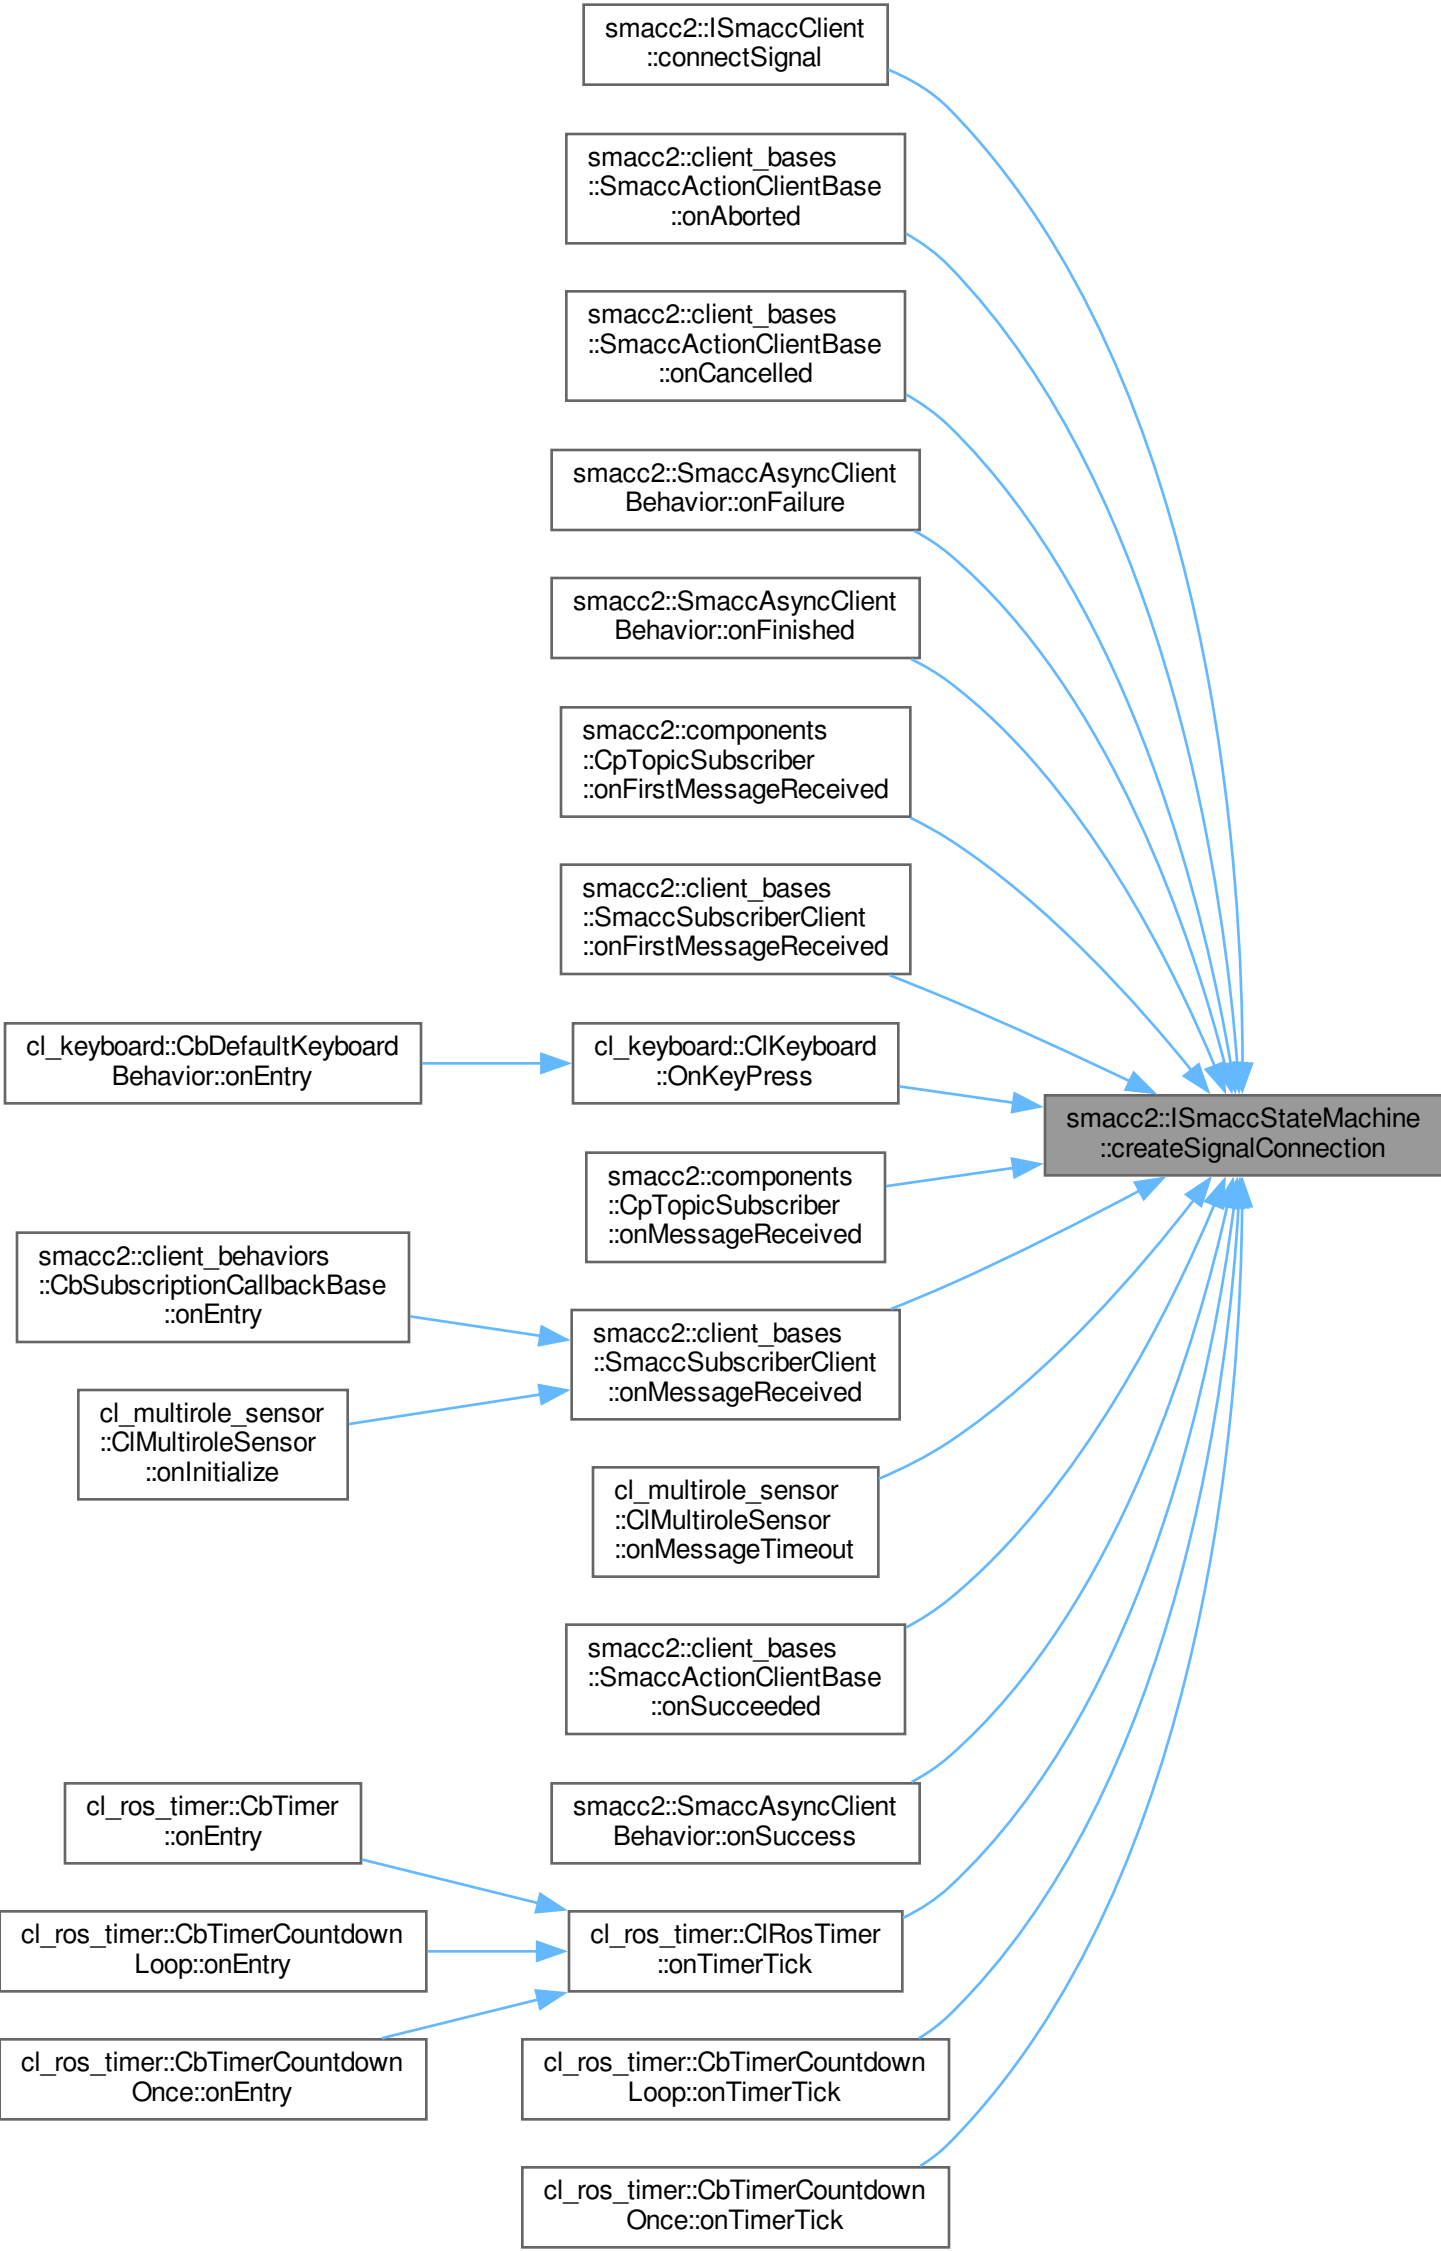 smacc2::ISmaccClient
::connectSignal
smacc2::client_bases
::SmaccActionClientBase
::onAborted
smacc2::client_bases
::SmaccActionClientBase
::onCancelled
smacc2::SmaccAsyncClient
Behavior::onFailure
smacc2::SmaccAsyncClient
Behavior::onFinished
smacc2::components
::CpTopicSubscriber
::onFirstMessageReceived
smacc2::client_bases
::SmaccSubscriberClient
::onFirstMessageReceived
cl_keyboard::CbDefaultKeyboard
Behavior::onEntry
cl_keyboard::ClKeyboard
::OnKeyPress
smacc2::ISmaccStateMachine
::createSignalConnection
smacc2::components
::CpTopicSubscriber
::onMessageReceived
smacc2::client_behaviors
::CbSubscriptionCallbackBase
::onEntry
smacc2::client_bases
::SmaccSubscriberClient
::onMessageReceived
cl_multirole_sensor
::ClMultiroleSensor
::onInitialize
cl_multirole_sensor
::ClMultiroleSensor
::onMessageTimeout
smacc2::client_bases
::SmaccActionClientBase
::onSucceeded
cl_ros_timer::CbTimer
::onEntry
smacc2::SmaccAsyncClient
Behavior::onSuccess
cl_ros_timer::CbTimerCountdown
Loop::onEntry
cl_ros_timer::ClRosTimer
::onTimerTick
cl_ros_timer::CbTimerCountdown
Once::onEntry
cl_ros_timer::CbTimerCountdown
Loop::onTimerTick
cl_ros_timer::CbTimerCountdown
Once::onTimerTick